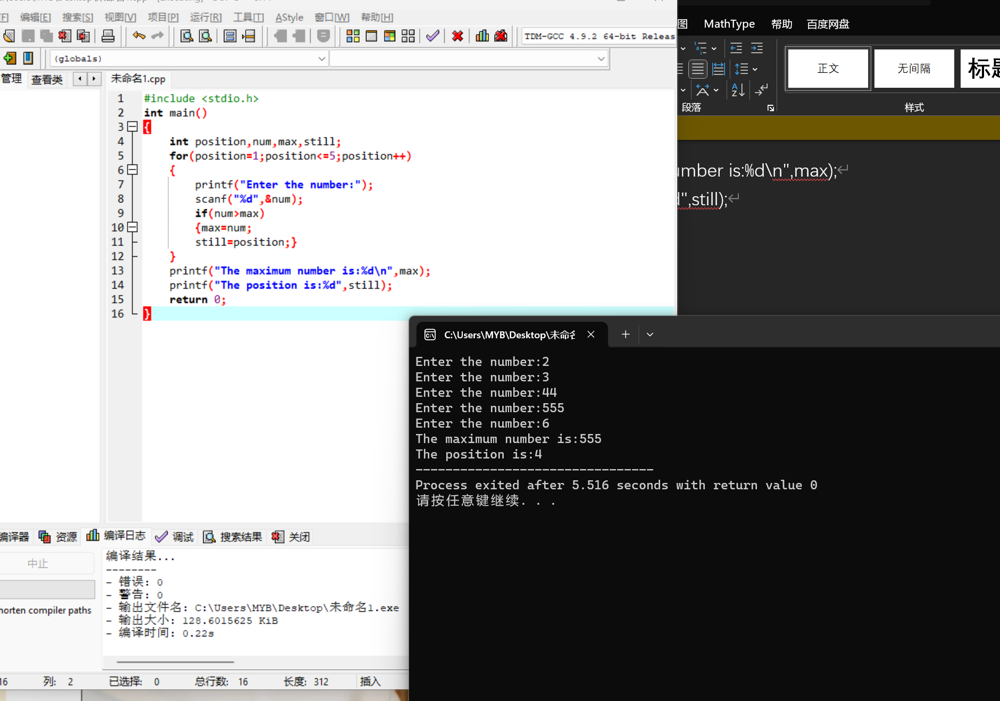 编辑[E] 搜索[S] 视图[V] 项目[P] 运行[R] 工具[T] AStyle 窗口[W] 帮助[H]
TDM-GCC 4.9.2 64-bit Releas
(globals)
管理 查看类
未命名1.cpp
1 #include <stdio.h>
2 int main()
3 {
4 int position,num,max,still;
5 for(position=1;position<=5;position++)
6 {
7 printf("Enter the number:");
8 scanf("%d",&num);
9 if(num>max)
10 {max=num;
11 still=position;}
12 }
13 printf("The maximum number is:%d\n",max);
14 printf("The position is:%d",still);
15 return 0;
16 }
编译器 资源 编译日志 调试 搜索结果 关闭
中止
horten compiler paths
编译结果...
--------
- 错误: 0
- 警告: 0
- 输出文件名: C:\Users\MYB\Desktop\未命名1.exe
- 输出大小: 128.6015625 KiB
- 编译时间: 0.22s
16 列: 2 已选择: 0 总行数: 16 长度: 312 插入
图 MathType 帮助 百度网盘
正文 无间隔 标题
段落 样式
umber is:%d\n",max);↵
d",still);↵
C:\Users\MYB\Desktop\未命名
Enter the number:2
Enter the number:3
Enter the number:44
Enter the number:555
Enter the number:6
The maximum number is:555
The position is:4
--------------------------------
Process exited after 5.516 seconds with return value 0
请按任意键继续. . .